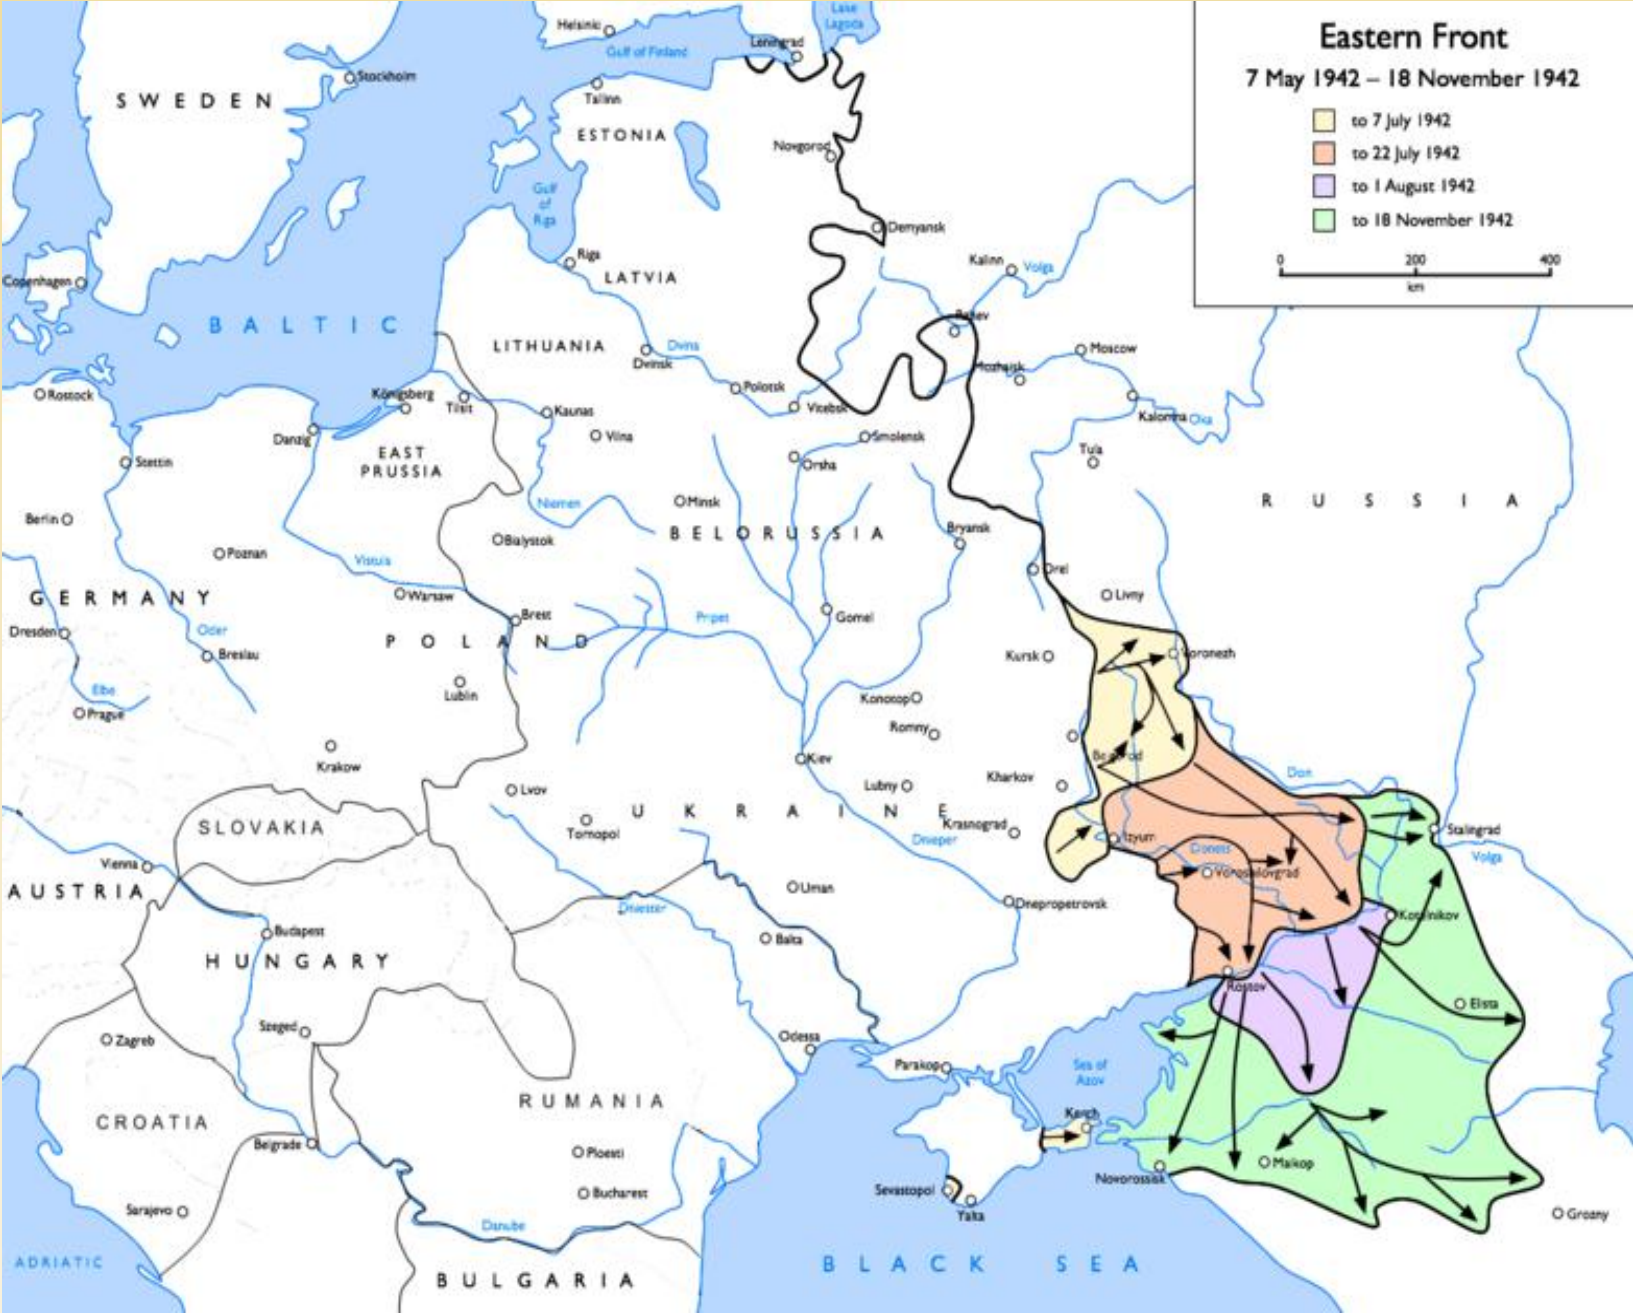 Eastern Front
7 May 1942 – 18 November 1942
to 7 July 1942
to 22 July 1942
to 1 August 1942
to 18 November 1942
0 200 400
km
Lake
Lagoda
Helsinki
Gulf of Finland
Leningrad
Stockholm
SWEDEN
Tallinn
ESTONIA
Novgorod
Gulf
of
Riga
Demyansk
Riga
Kalinn
Volga
LATVIA
Copenhagen
BALTIC
LITHUANIA
Dvina
Dvinsk
Moscow
Mozhaisk
Rostock
Königsberg
Tilsit
Kaunas
Polotsk
Vitebsk
Kalomna
Oka
Danzig
Vilna
Smolensk
Tula
EAST
PRUSSIA
Stettin
Orsha
Niemen
Minsk
RUSSIA
Berlin
Bialystok
BELORUSSIA
Bryansk
Poznan
Vistula
Orel
GERMANY
Warsaw
Livny
Brest
Pripet
Gomel
Dresden
Oder
POLAND
Breslau
Kursk
Voronezh
Elbe
Lublin
Konotop
Prague
Romny
Krakow
Kiev
Belgorod
Don
Lvov
Lubny
Kharkov
UKRAINE
SLOVAKIA
Tornopol
Krasnograd
Dnieper
Izyum
Stalingrad
Donets
Volga
Vienna
Voroshilovgrad
AUSTRIA
Uman
Dnepropetrovsk
Dniester
Kotelnikov
Budapest
Balta
HUNGARY
Rostov
Elista
Szeged
Zagreb
Odessa
Parakop
Sea of
Azov
RUMANIA
CROATIA
Kerch
Belgrade
Ploesti
Maikop
Novorossisk
Bucharest
Sevastopol
Yalta
Sarajevo
Grozny
Danube
ADRIATIC
BULGARIA
BLACK SEA